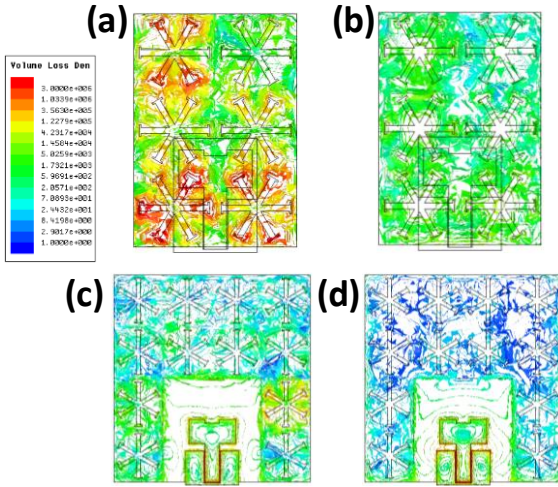 (a)
(b)
Volume Loss Den
3.0000e+006
1.0339e+006
3.5630e+005
1.2279e+005
4.2317e+004
1.4584e+004
5.0259e+003
1.7321e+003
5.9691e+002
2.0571e+002
7.0893e+001
2.4432e+001
8.4198e+000
2.9017e+000
1.0000e+000
(c)
(d)